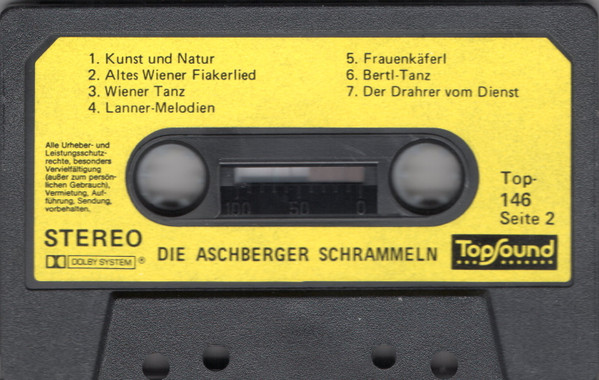 1. Kunst und Natur
2. Altes Wiener Fiakerlied
3. Wiener Tanz
4. Lanner-Melodien
5. Frauenkäferl
6. Bertl-Tanz
7. Der Drahrer vom Dienst
Alle Urheber- und
Leistungsschutz-
rechte, besonders
Vervielfältigung
(außer zum persön-
lichen Gebrauch),
Vermietung, Auf-
führung, Sendung,
vorbehalten.
100 50 0
Top-
146
Seite 2
STEREO
DOLBY SYSTEM ®
DIE ASCHBERGER SCHRAMMELN
TopSound